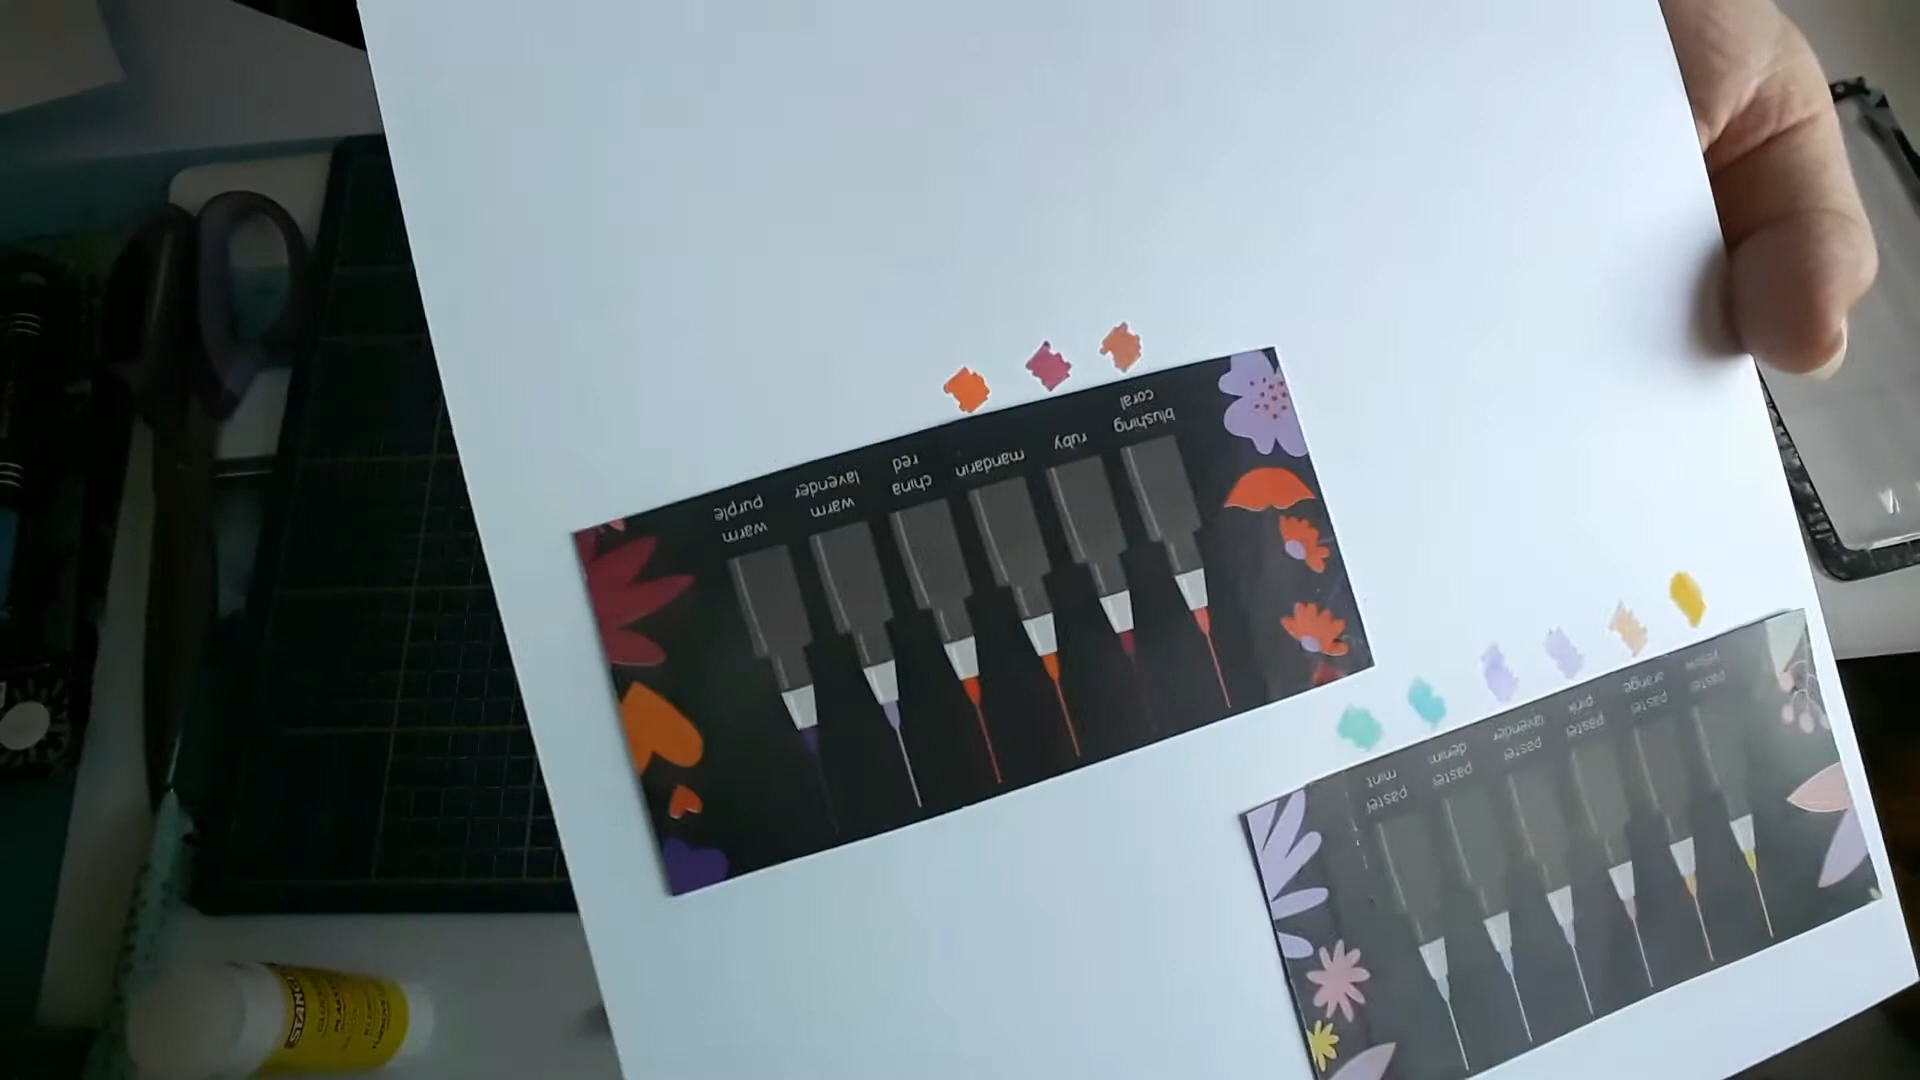 pastel
yellow
pastel
orange
pastel
pink
pastel
lavender
pastel
denim
pastel
mint
blushing
coral
ruby
mandarin
china
red
warm
lavender
warm
purple